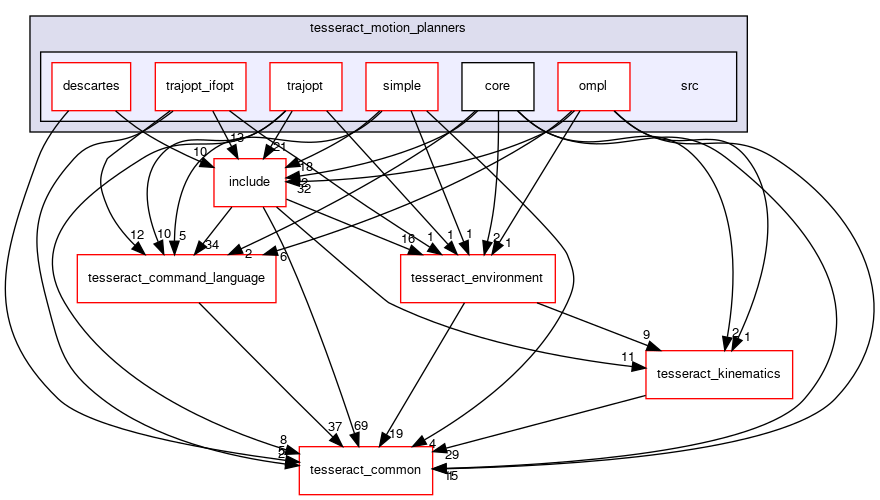 tesseract_motion_planners
descartes
trajopt_ifopt
trajopt
simple
core
ompl
src
13
21
10
18
32
include
12
10
5
34
2
6
16
1
1
1
2
1
tesseract_command_language
tesseract_environment
9
2
1
11
tesseract_kinematics
37
69
19
8
4
29
15
tesseract_common